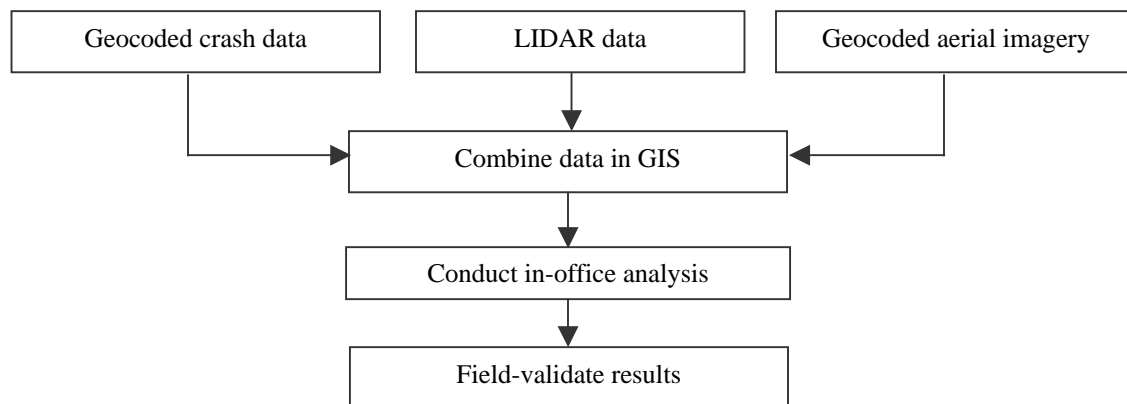 Geocoded crash data
LIDAR data
Geocoded aerial imagery
Combine data in GIS
Conduct in-office analysis
Field-validate results